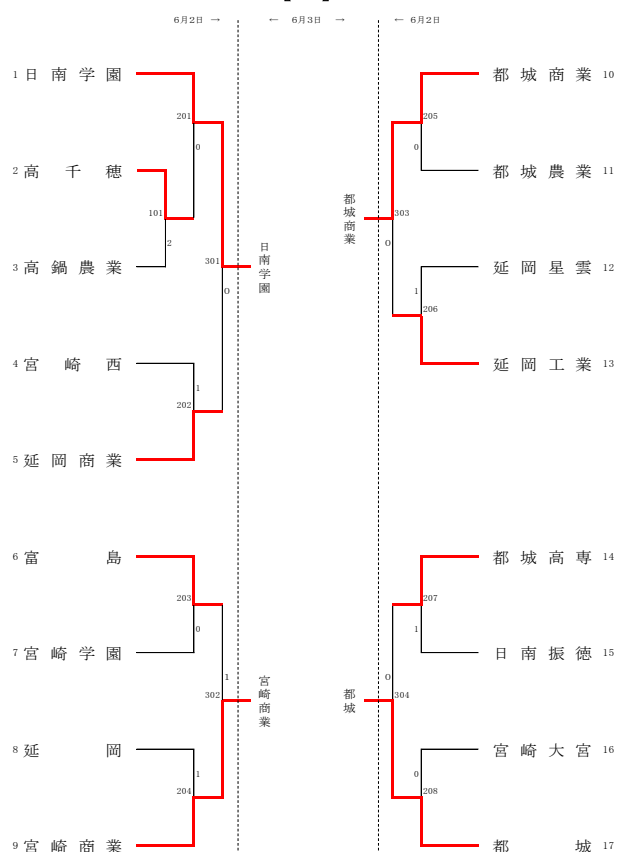 6月2日 →
← 6月3日 →
← 6月2日
1 日南学園
201
0
2 高千穂
101
2
3 高鍋農業
301
0
日南学園
4 宮崎西
1
202
5 延岡商業
6 富島
203
0
7 宮崎学園
1
302
宮崎商業
8 延岡
1
204
9 宮崎商業
都城商業 10
205
0
都城農業 11
都城商業
303
0
延岡星雲 12
1
206
延岡工業 13
都城高専 14
207
1
日南振徳 15
0
都城
304
宮崎大宮 16
0
208
都城 17